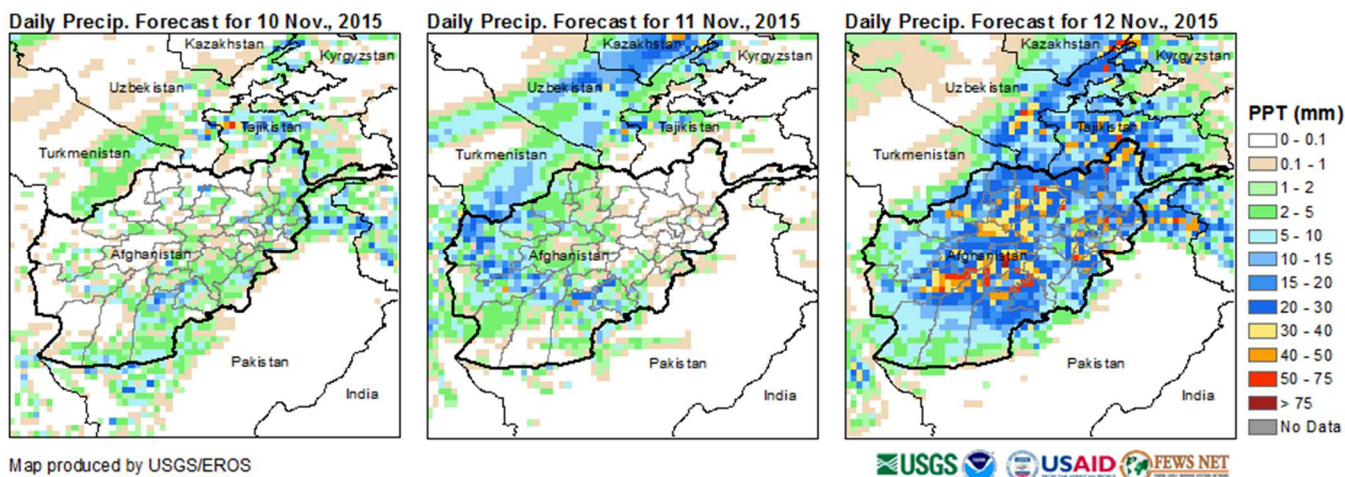 Daily Precip. Forecast for 10 Nov., 2015
Kazakhstan
Kyrgyzstan
Uzbekistan
Tajikistan
Turkmenistan
Afghanistan
Pakistan
India
Daily Precip. Forecast for 11 Nov., 2015
Kazakhstan
Kyrgyzstan
Uzbekistan
Tajikistan
Turkmenistan
Afghanistan
Pakistan
India
Daily Precip. Forecast for 12 Nov., 2015
Kazakhstan
Kyrgyzstan
Uzbekistan
Tajikistan
Turkmenistan
Afghanistan
Pakistan
India
PPT (mm)
0 - 0.1
0.1 - 1
1 - 2
2 - 5
5 - 10
10 - 15
15 - 20
20 - 30
30 - 40
40 - 50
50 - 75
> 75
No Data
Map produced by USGS/EROS
USGS
USAID
FROM THE AMERICAN PEOPLE
FEWS NET